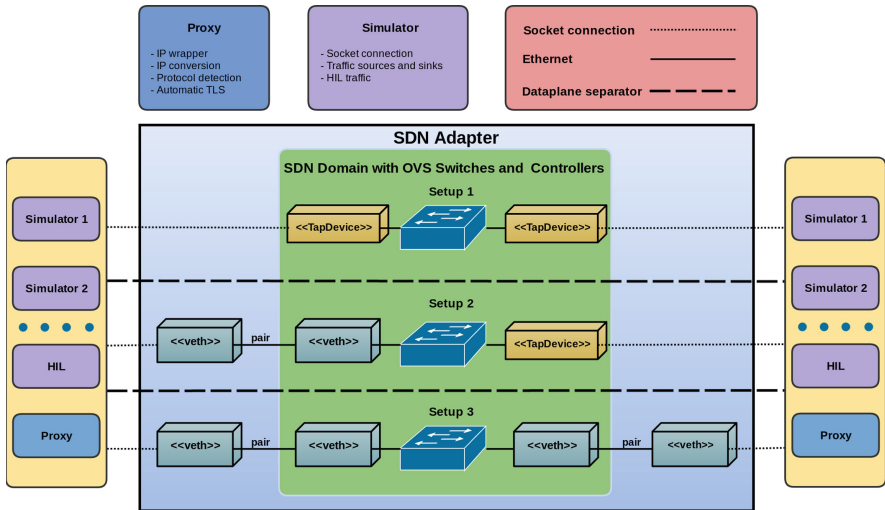 Proxy
- IP wrapper
- IP conversion
- Protocol detection
- Automatic TLS
Simulator
- Socket connection
- Traffic sources and sinks
- HIL traffic
Socket connection
Ethernet
Dataplane separator
SDN Adapter
SDN Domain with OVS Switches and Controllers
Setup 1
Simulator 1
<<TapDevice>>
<<TapDevice>>
Simulator 1
Simulator 2
Simulator 2
Setup 2
<<veth>>
pair
<<veth>>
<<TapDevice>>
HIL
HIL
Setup 3
Proxy
<<veth>>
pair
<<veth>>
<<veth>>
pair
<<veth>>
Proxy